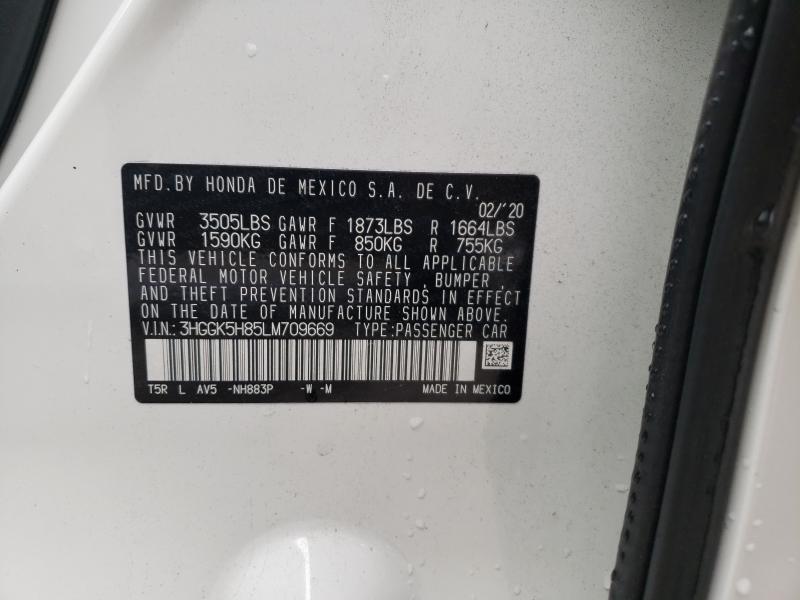 MFD.BY HONDA DE MEXICO S.A. DE C.V.
02/'20
GVWR 3505LBS GAWR F 1873LBS R 1664LBS
GVWR 1590KG GAWR F 850KG R 755KG
THIS VEHICLE CONFORMS TO ALL APPLICABLE
FEDERAL MOTOR VEHICLE SAFETY , BUMPER ,
AND THEFT PREVENTION STANDARDS IN EFFECT
ON THE DATE OF MANUFACTURE SHOWN ABOVE.
V.I.N.: 3HGGK5H85LM709669 TYPE:PASSENGER CAR
T5R L AV5 -NH883P -W -M MADE IN MEXICO